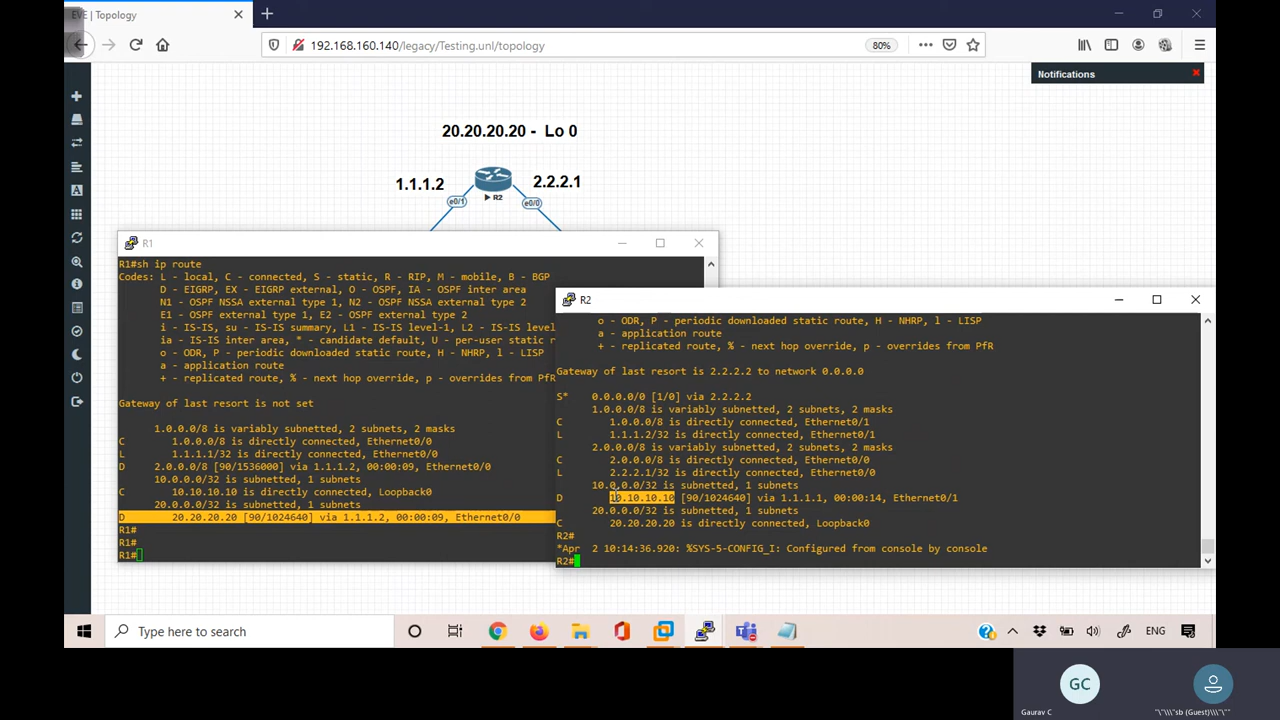 EVE | Topology
192.168.160.140/legacy/Testing.unl/topology
80%
Notifications
20.20.20.20 - Lo 0
1.1.1.2
2.2.2.1
R2
e0/1
e0/0
R1
R1#sh ip route
Codes: L - local, C - connected, S - static, R - RIP, M - mobile, B - BGP
D - EIGRP, EX - EIGRP external, O - OSPF, IA - OSPF inter area
N1 - OSPF NSSA external type 1, N2 - OSPF NSSA external type 2
E1 - OSPF external type 1, E2 - OSPF external type 2
i - IS-IS, su - IS-IS summary, L1 - IS-IS level-1, L2 - IS-IS level
ia - IS-IS inter area, * - candidate default, U - per-user static r
o - ODR, P - periodic downloaded static route, H - NHRP, l - LISP
a - application route
+ - replicated route, % - next hop override, p - overrides from PfR
Gateway of last resort is not set
1.0.0.0/8 is variably subnetted, 2 subnets, 2 masks
C 1.0.0.0/8 is directly connected, Ethernet0/0
L 1.1.1.1/32 is directly connected, Ethernet0/0
D 2.0.0.0/8 [90/1536000] via 1.1.1.2, 00:00:09, Ethernet0/0
10.0.0.0/32 is subnetted, 1 subnets
C 10.10.10.10 is directly connected, Loopback0
20.0.0.0/32 is subnetted, 1 subnets
D 20.20.20.20 [90/1024640] via 1.1.1.2, 00:00:09, Ethernet0/0
R1#
R1#
R1#
R2
o - ODR, P - periodic downloaded static route, H - NHRP, l - LISP
a - application route
+ - replicated route, % - next hop override, p - overrides from PfR
Gateway of last resort is 2.2.2.2 to network 0.0.0.0
S* 0.0.0.0/0 [1/0] via 2.2.2.2
1.0.0.0/8 is variably subnetted, 2 subnets, 2 masks
C 1.0.0.0/8 is directly connected, Ethernet0/1
L 1.1.1.2/32 is directly connected, Ethernet0/1
2.0.0.0/8 is variably subnetted, 2 subnets, 2 masks
C 2.0.0.0/8 is directly connected, Ethernet0/0
L 2.2.2.1/32 is directly connected, Ethernet0/0
10.0.0.0/32 is subnetted, 1 subnets
D 10.10.10.10 [90/1024640] via 1.1.1.1, 00:00:14, Ethernet0/1
20.0.0.0/32 is subnetted, 1 subnets
C 20.20.20.20 is directly connected, Loopback0
R2#
*Apr 2 10:14:36.920: %SYS-5-CONFIG_I: Configured from console by console
R2#
Type here to search
ENG
GC
Gaurav C
"\"\\\"sb (Guest)\\\"\""